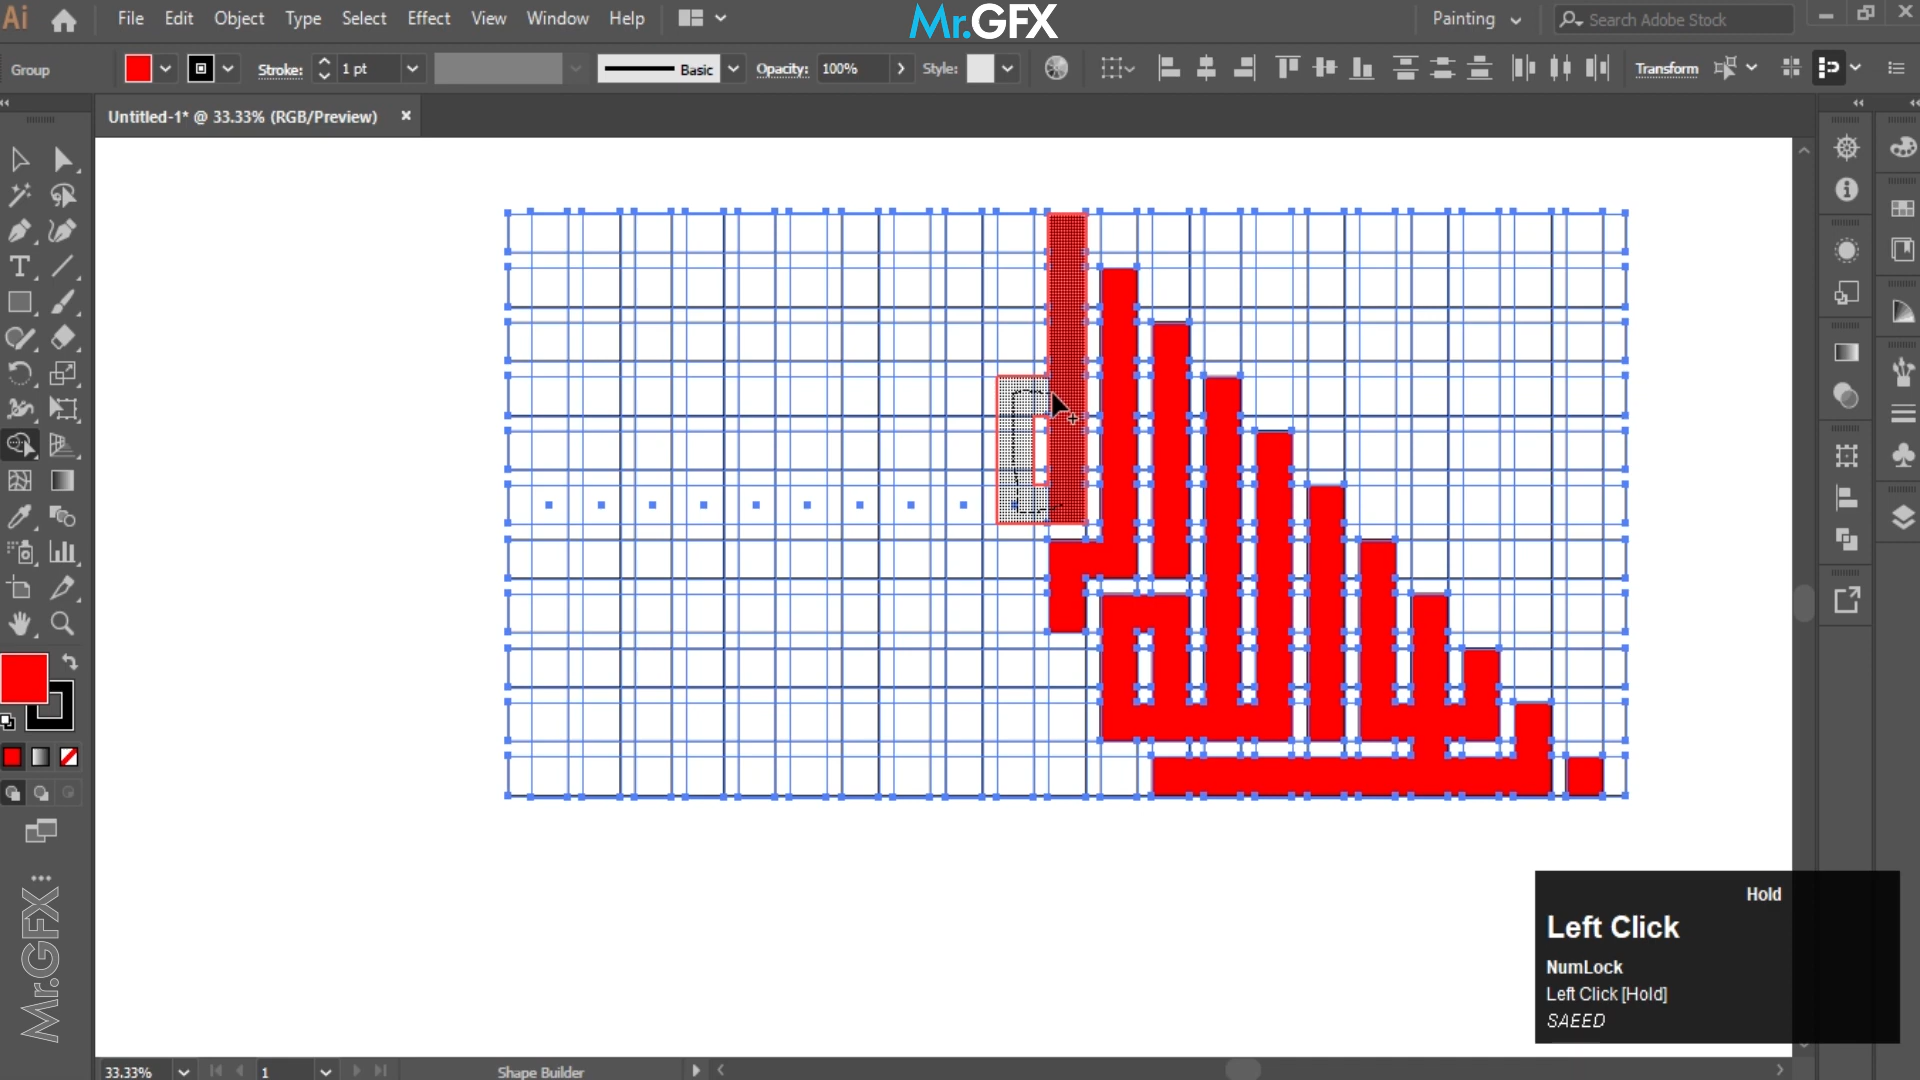 Ai File Edit Object Type Select Effect View Window Help Mr.GFX Painting Search Adobe Stock
Group Stroke: 1 pt Basic Opacity: 100% Style: Transform
Untitled-1* @ 33.33% (RGB/Preview)
Hold
Left Click
NumLock
Left Click [Hold]
SAEED
Mr.GFX
33.33% 1 Shape Builder